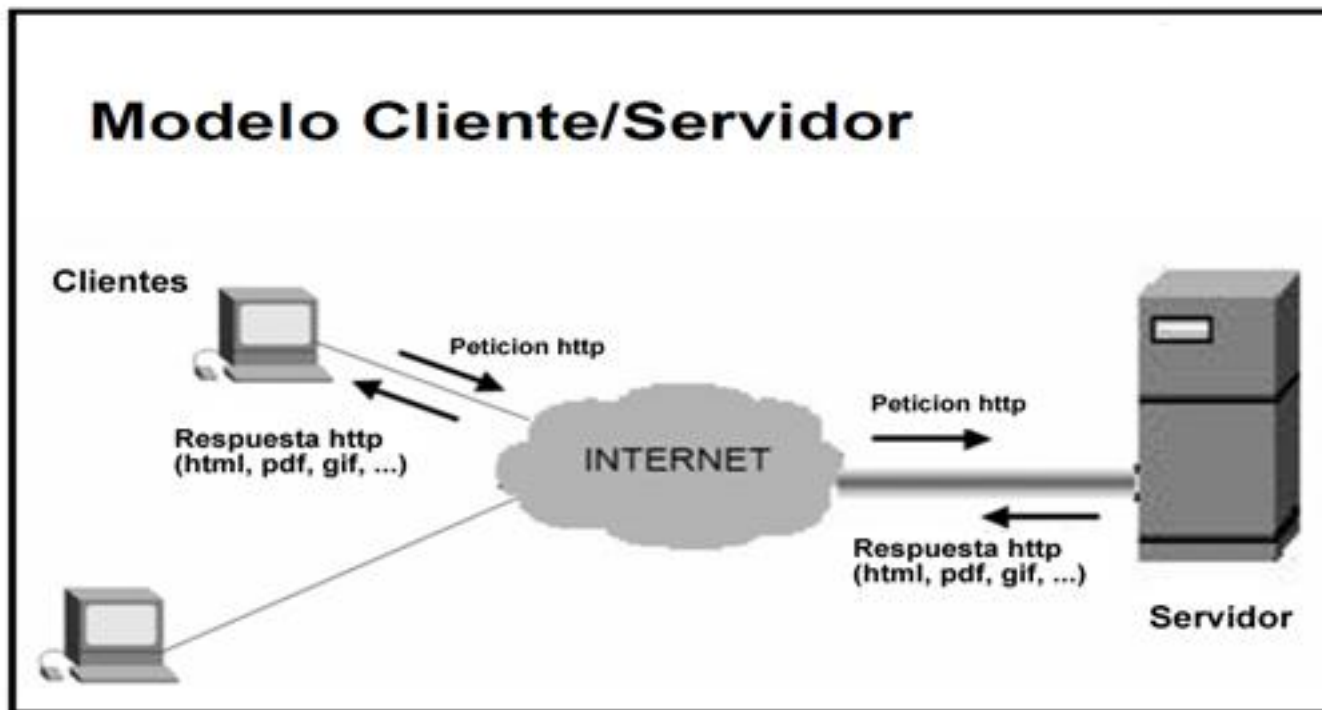 Modelo Cliente/Servidor
Clientes
Peticion http
Respuesta http
(html, pdf, gif, ...)
INTERNET
Peticion http
Respuesta http
(html, pdf, gif, ...)
Servidor